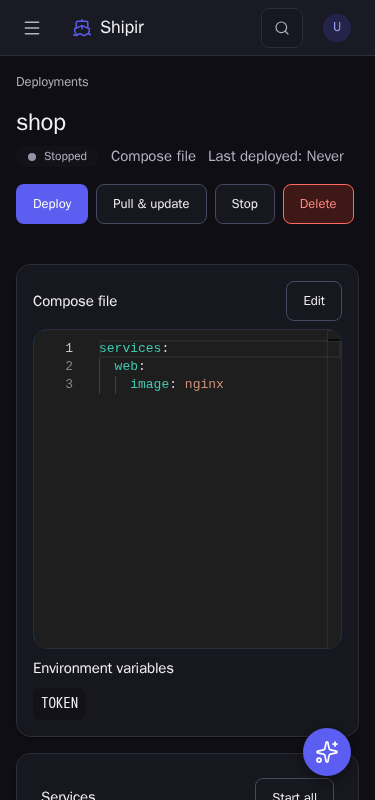 Shipir
U
Deployments
shop
Stopped Compose file Last deployed: Never
Deploy Pull & update Stop Delete
Compose file Edit
1 services:
2 web:
3 image: nginx
Environment variables
TOKEN
Services Start all